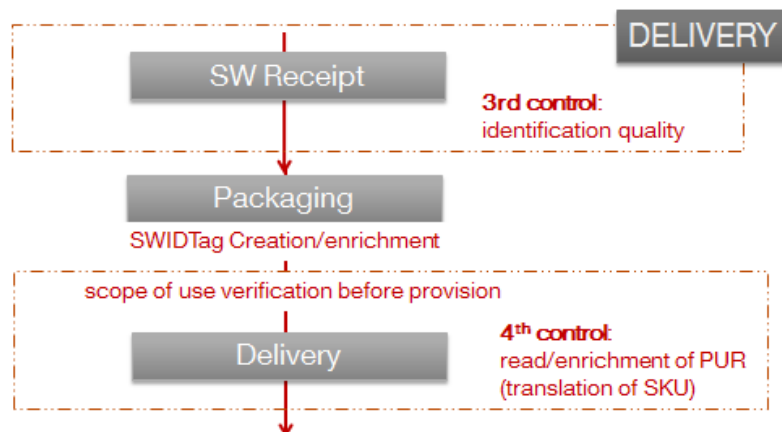 DELIVERY
SW Receipt
3rd control:
identification quality
Packaging
SWIDTag Creation/enrichment
scope of use verification before provision
4th control:
Delivery
read/enrichment of PUR
(translation of SKU)